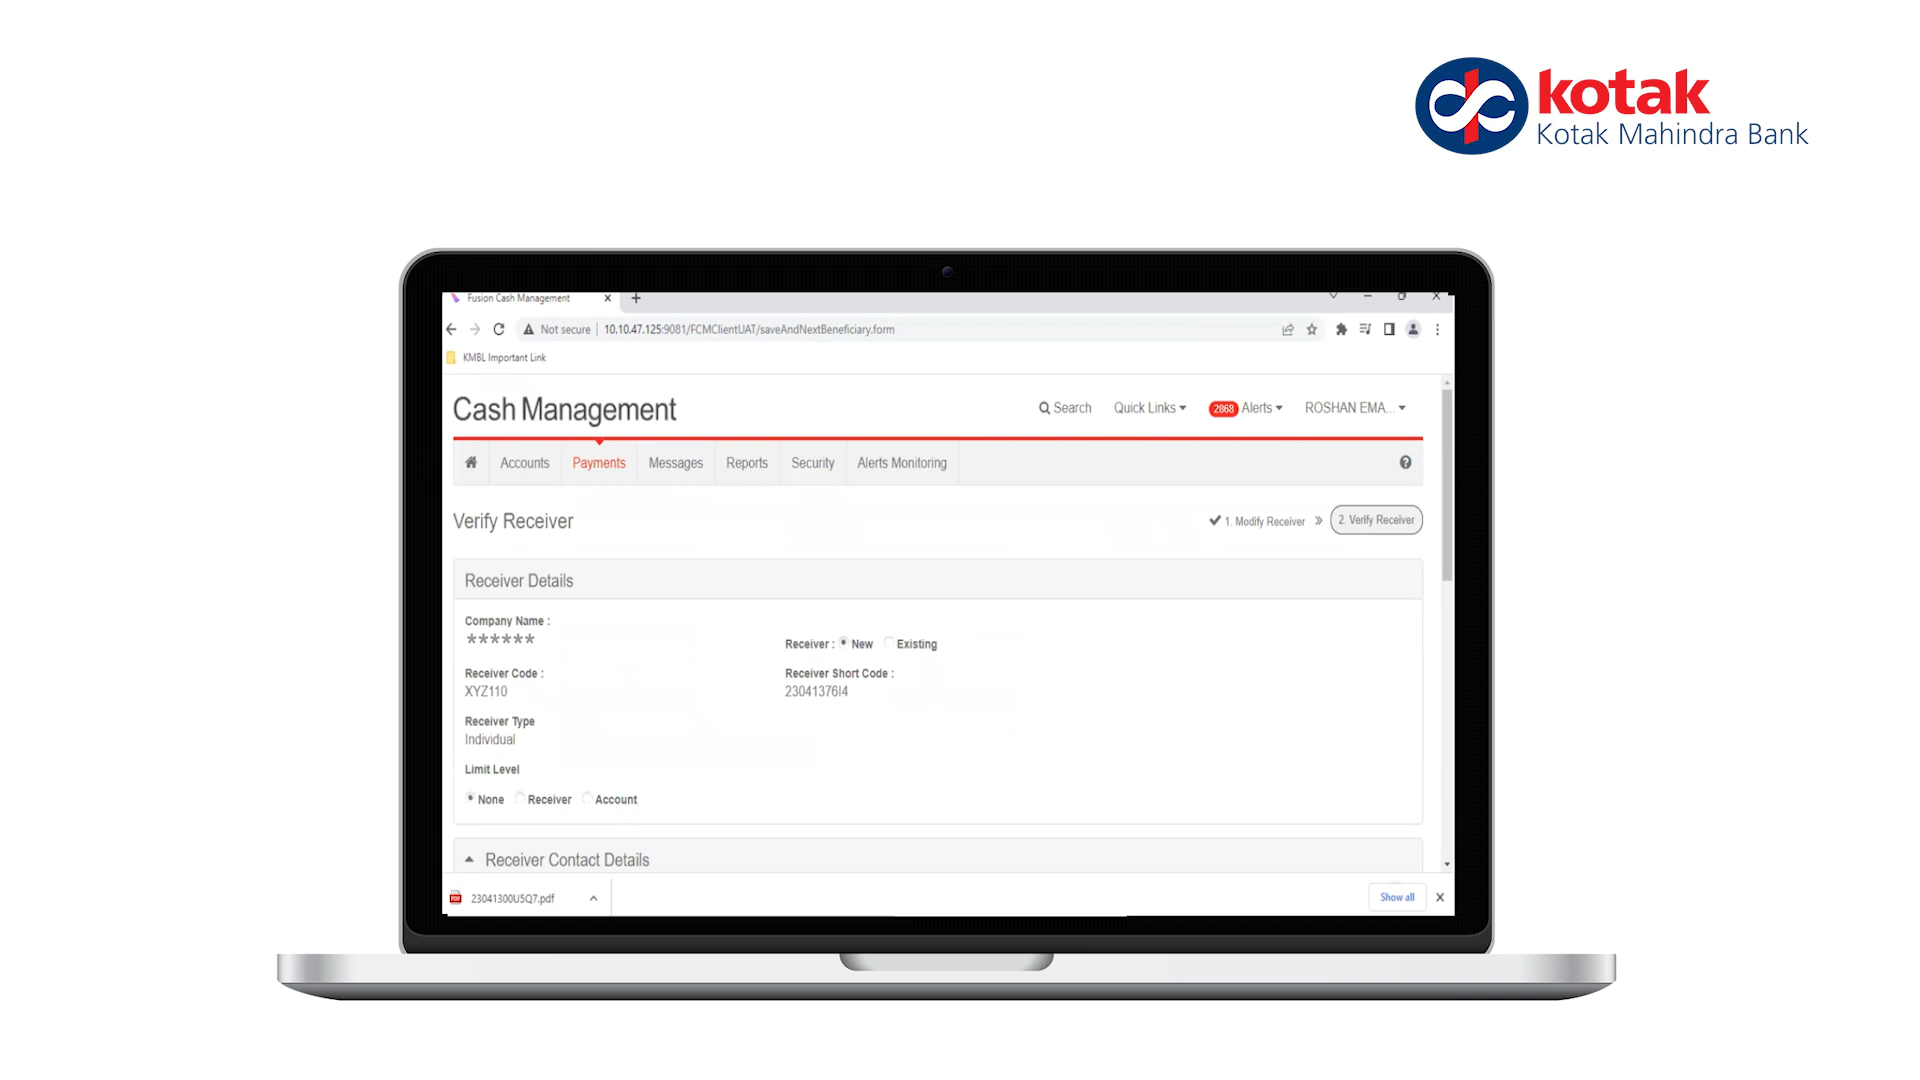 kotak
Kotak Mahindra Bank
Fusion Cash Management
Not secure 10.10.47.125:9081/FCMClientUAT/saveAndNextBeneficiary.form
KMBL Important Link
Cash Management
Search Quick Links 2868 Alerts ROSHAN EMA...
Accounts Payments Messages Reports Security Alerts Monitoring
Verify Receiver
1. Modify Receiver » 2. Verify Receiver
Receiver Details
Company Name :
******
Receiver : New Existing
Receiver Code : Receiver Short Code :
XYZ110 23041376I4
Receiver Type
Individual
Limit Level
None Receiver Account
Receiver Contact Details
23041300U5Q7.pdf Show all